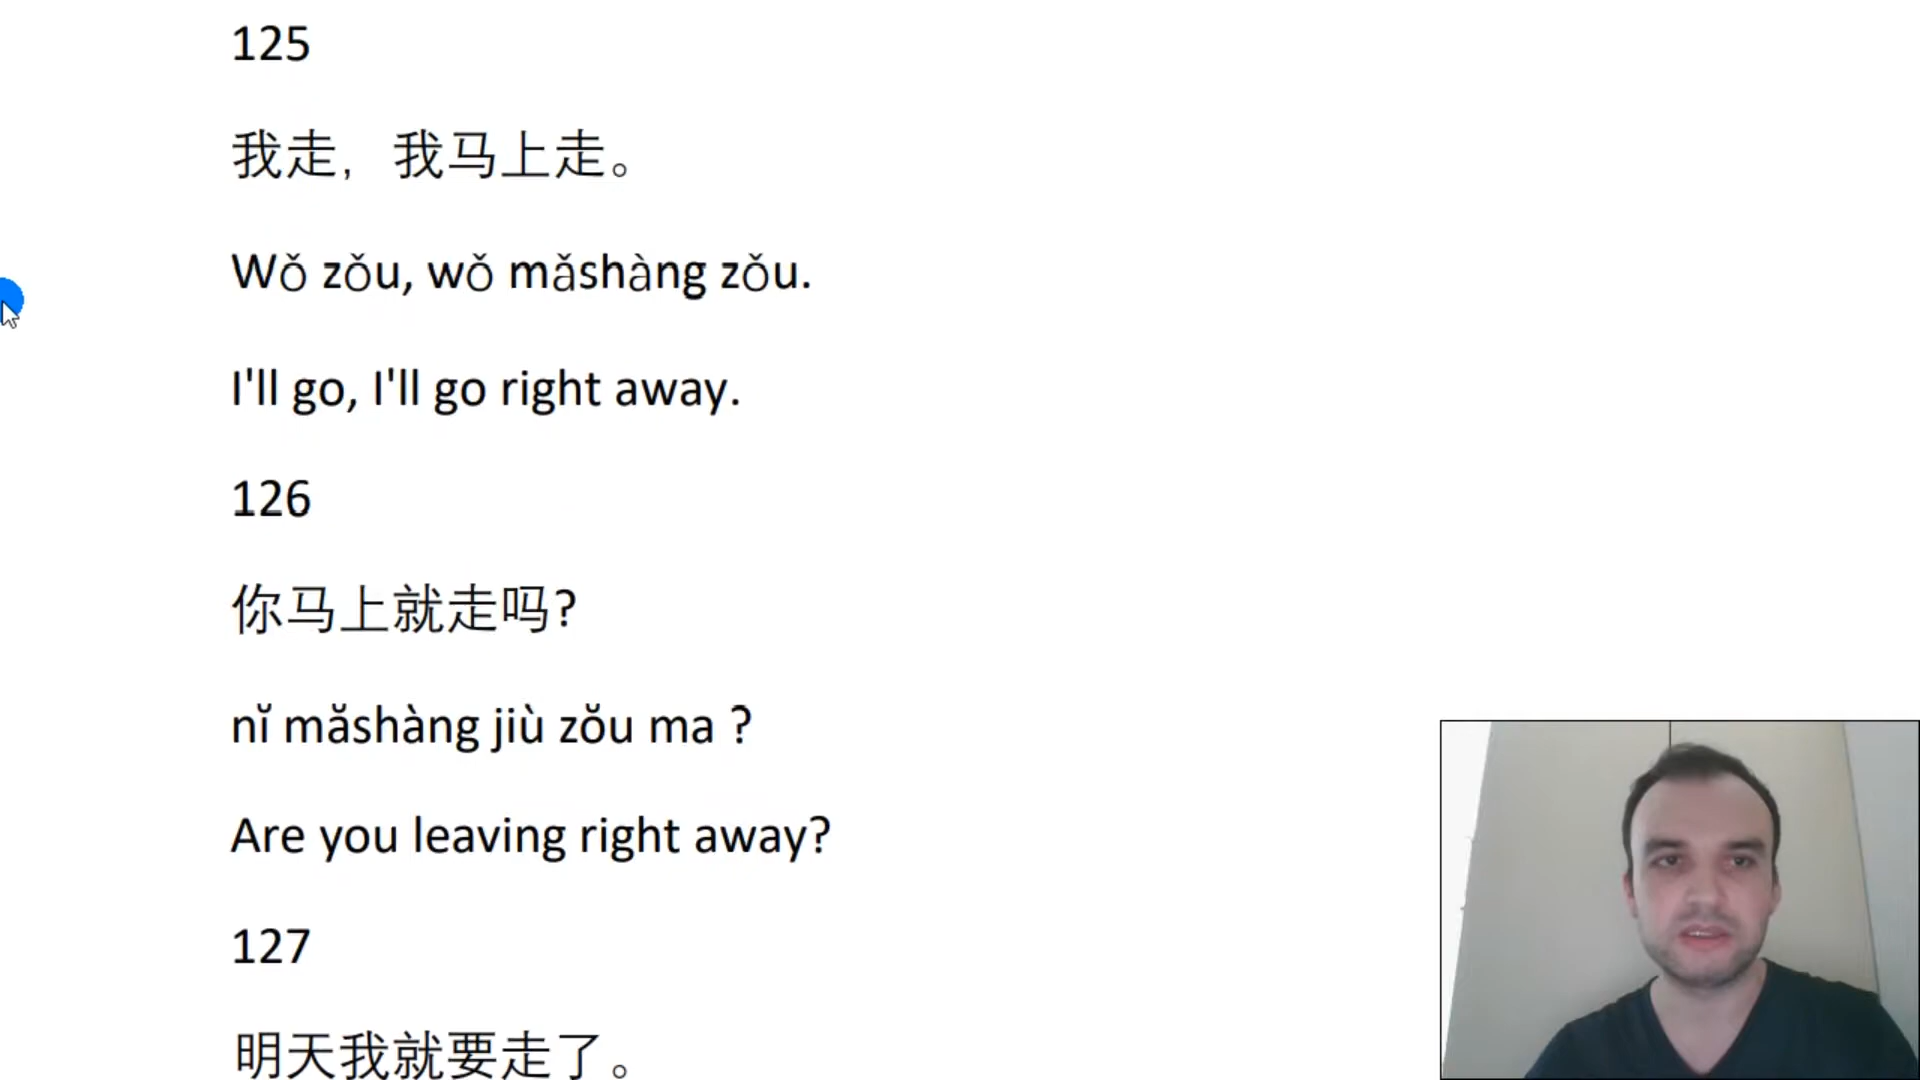 125
我走，我马上走。
Wǒ zǒu, wǒ mǎshàng zǒu.
I'll go, I'll go right away.
126
你马上就走吗?
nǐ mǎshàng jiù zǒu ma ?
Are you leaving right away?
127
明天我就要走了。